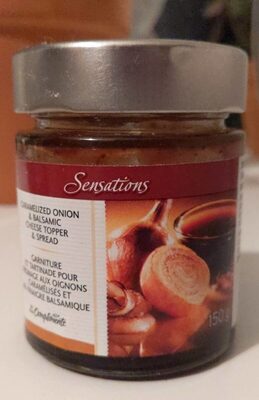 Sensations
CARAMELIZED ONION
& BALSAMIC
CHEESE TOPPER
& SPREAD
GARNITURE
ET TARTINADE POUR
FROMAGE AUX OIGNONS
CARAMÉLISÉS ET
VINAIGRE BALSAMIQUE
Compliments
150